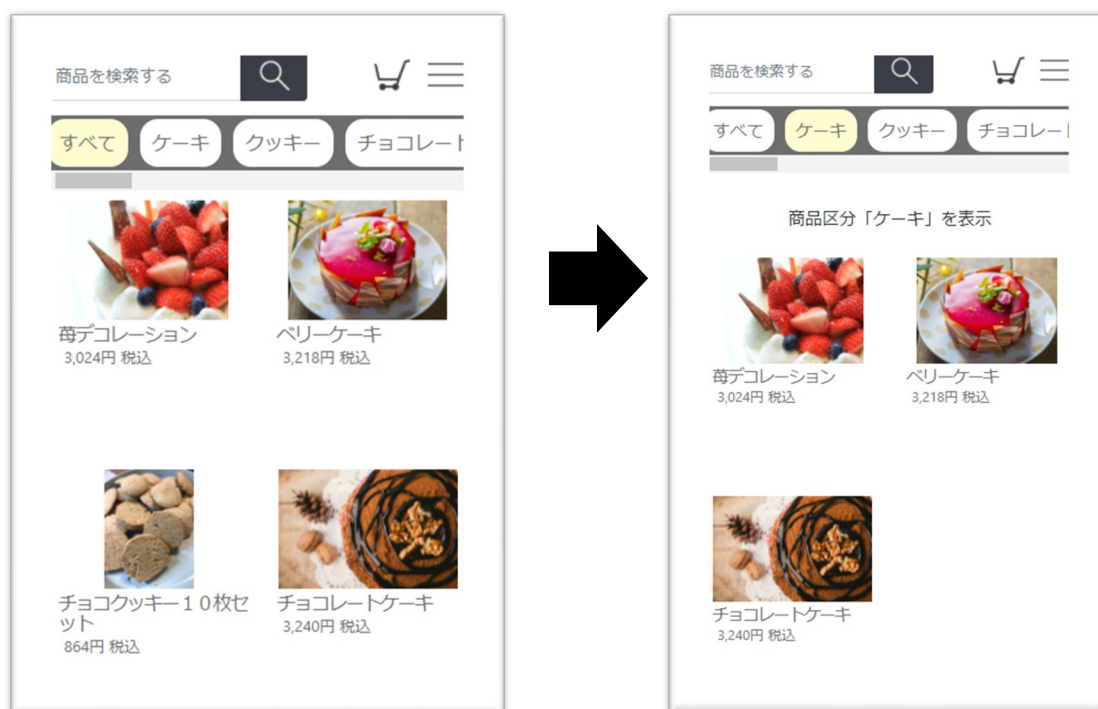 商品を検索する
すべて
ケーキ
クッキー
チョコレート
苺デコレーション
3,024円 税込
ベリーケーキ
3,218円 税込
チョコクッキー１０枚セ
ット
864円 税込
チョコレートケーキ
3,240円 税込
商品を検索する
すべて
ケーキ
クッキー
チョコレー
商品区分「ケーキ」を表示
苺デコレーション
3,024円 税込
ベリーケーキ
3,218円 税込
チョコレートケーキ
3,240円 税込